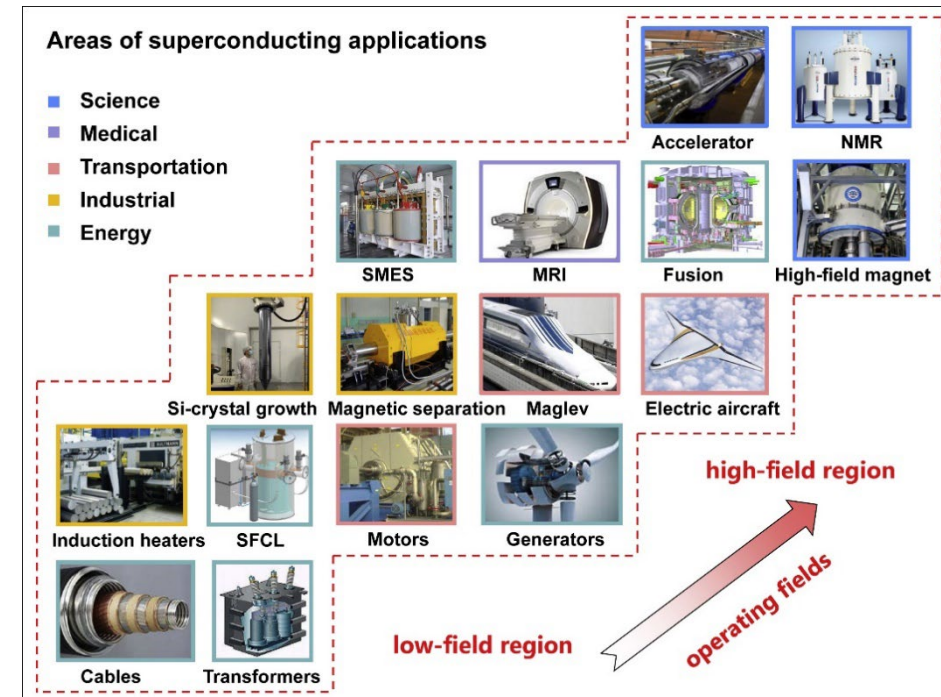 Areas of superconducting applications
Science
Medical
Transportation
Industrial
Energy
Accelerator
NMR
SMES
MRI
Fusion
High-field magnet
Si-crystal growth
Magnetic separation
Maglev
Electric aircraft
Induction heaters
SFCL
Motors
Generators
high-field region
operating fields
low-field region
Cables
Transformers